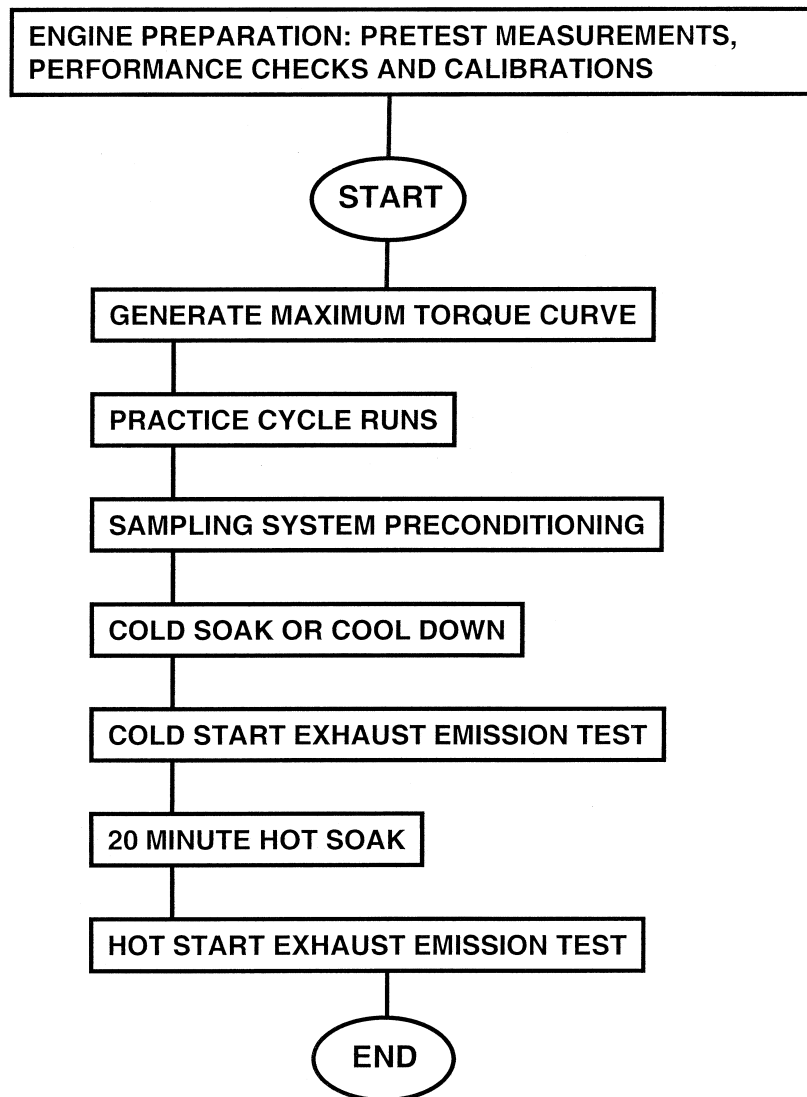 ENGINE PREPARATION: PRETEST MEASUREMENTS,
PERFORMANCE CHECKS AND CALIBRATIONS
START
GENERATE MAXIMUM TORQUE CURVE
PRACTICE CYCLE RUNS
SAMPLING SYSTEM PRECONDITIONING
COLD SOAK OR COOL DOWN
COLD START EXHAUST EMISSION TEST
20 MINUTE HOT SOAK
HOT START EXHAUST EMISSION TEST
END